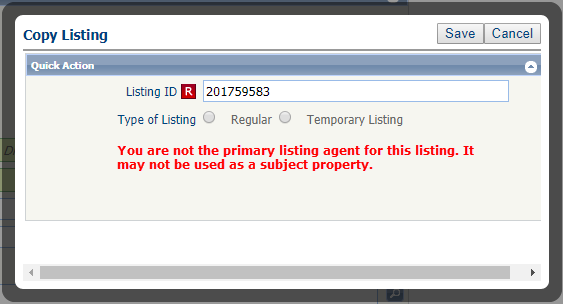 Copy Listing Save Cancel
Quick Action
Listing ID R 201759583
Type of Listing Regular Temporary Listing
You are not the primary listing agent for this listing. It
may not be used as a subject property.